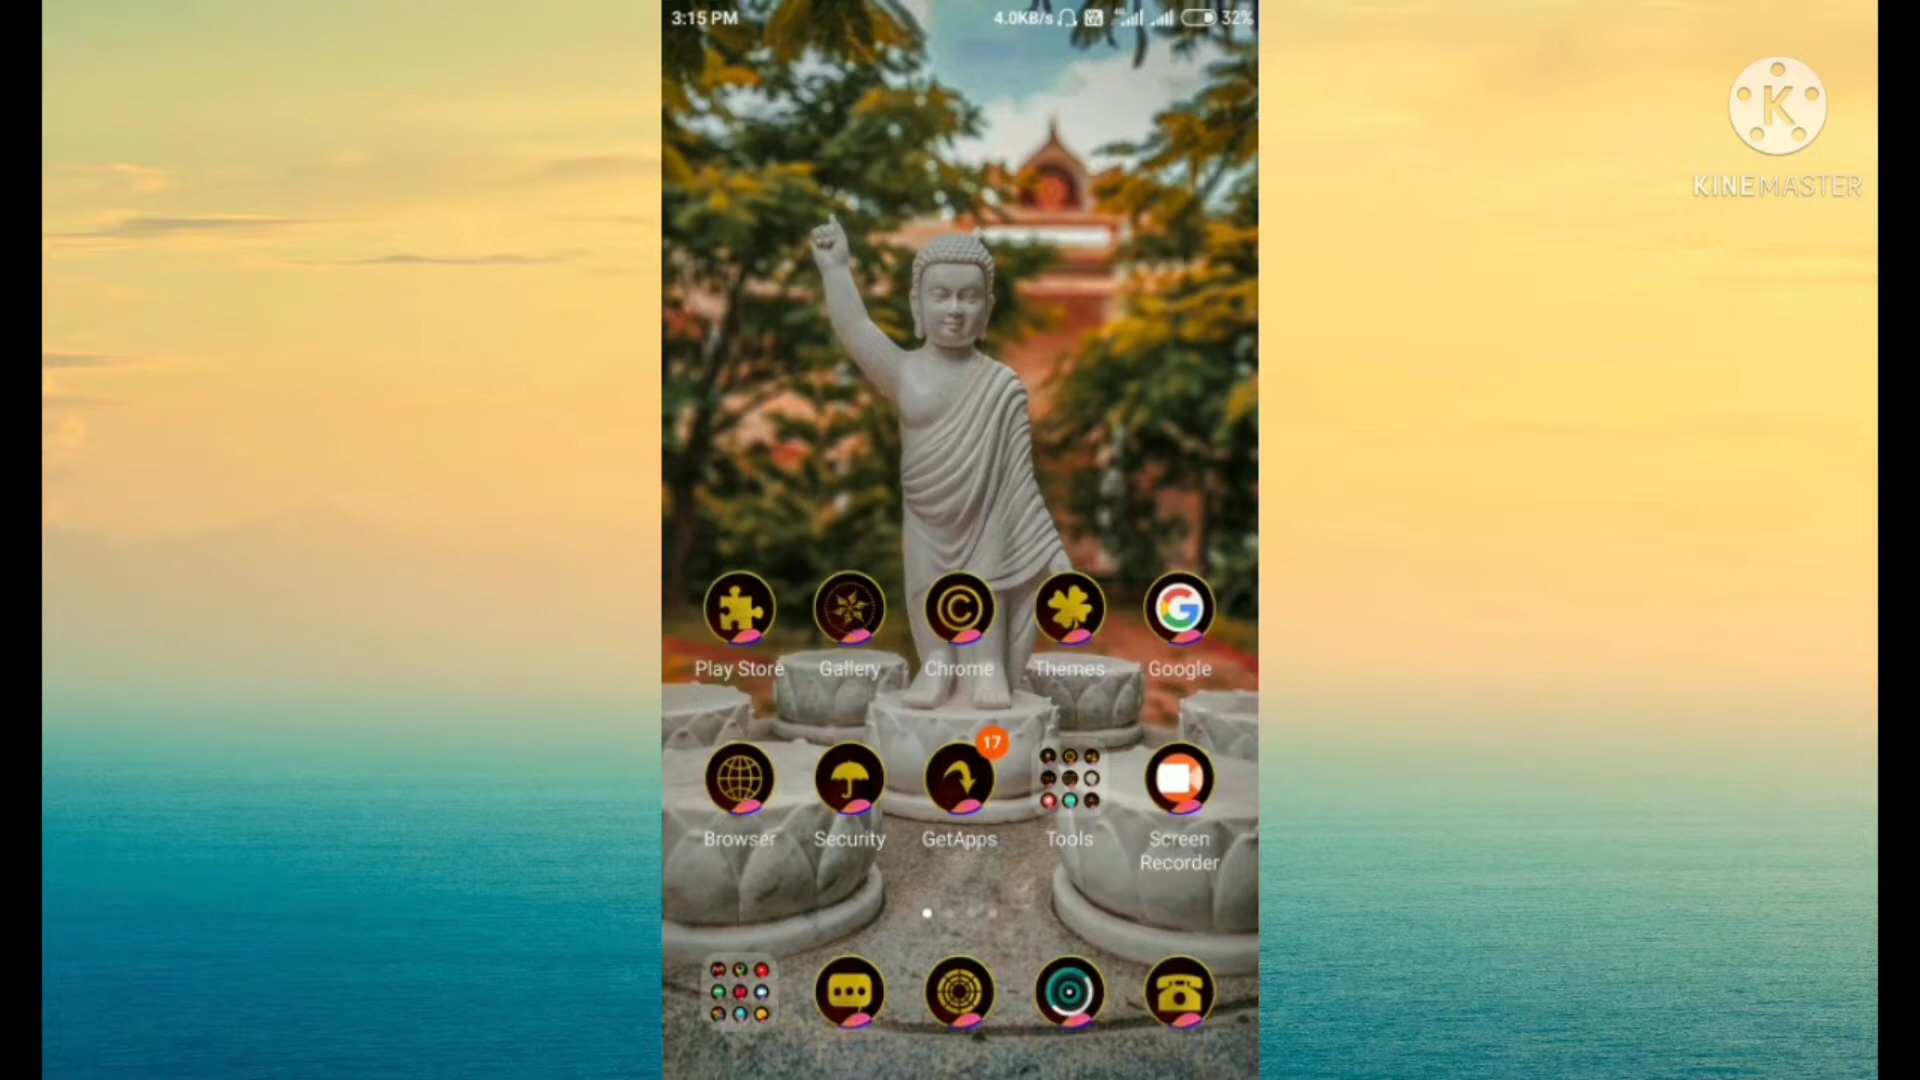 3:15 PM
4.0KB/s
4G
32%
K
KINEMASTER
Play Store
Gallery
Chrome
Themes
Google
17
Browser
Security
GetApps
Tools
Screen
Recorder